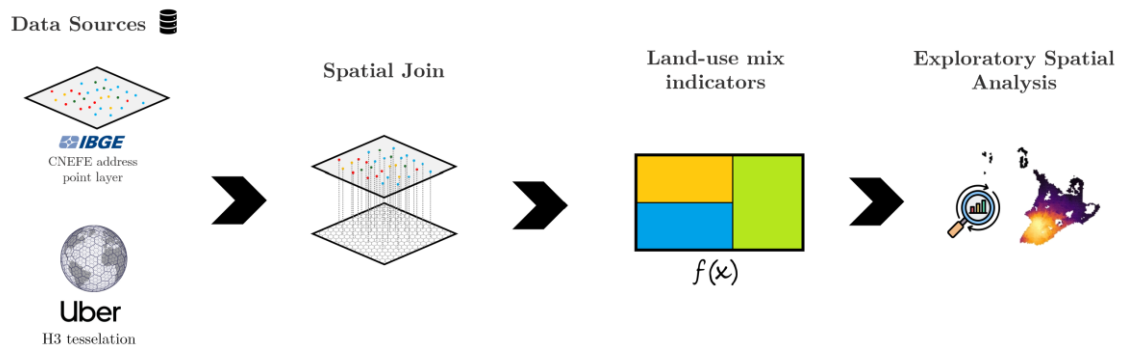 Data Sources
IBGE
CNEFE address
point layer
Uber
H3 tesselation
Spatial Join
Land-use mix
indicators
f(x)
Exploratory Spatial
Analysis